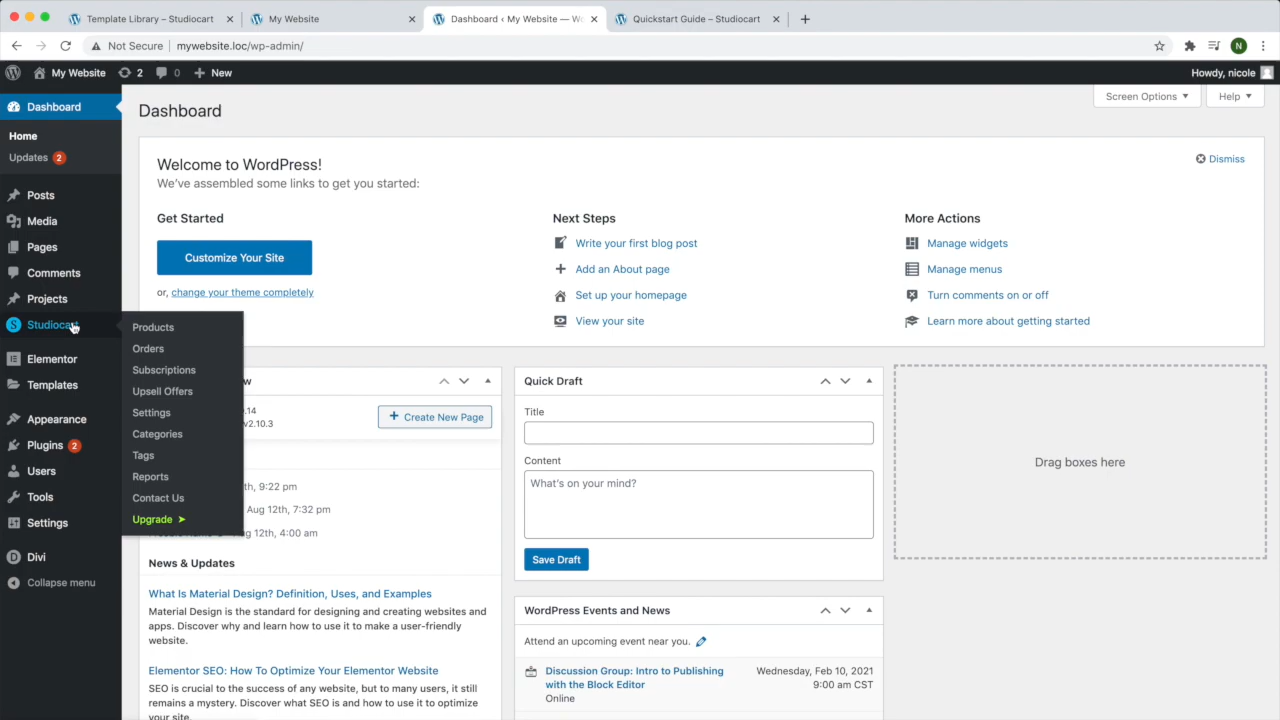 Template Library – Studiocart
My Website
Dashboard ‹ My Website — Wo
Quickstart Guide – Studiocart
Not Secure
mywebsite.loc/wp-admin/
N
My Website
2
0
New
Howdy, nicole
Dashboard
Home
Updates 2
Posts
Media
Pages
Comments
Projects
S
Studiocart
Elementor
Templates
Appearance
Plugins 2
Users
Tools
Settings
D
Divi
Collapse menu
Products
Orders
Subscriptions
Upsell Offers
Settings
Categories
Tags
Reports
Contact Us
Upgrade ➤
Screen Options
Help
Dashboard
Welcome to WordPress!
We've assembled some links to get you started:
Dismiss
Get Started
Customize Your Site
or, change your theme completely
Next Steps
Write your first blog post
Add an About page
Set up your homepage
View your site
More Actions
Manage widgets
Manage menus
Turn comments on or off
Learn more about getting started
w
.14
v2.10.3
Create New Page
th, 9:22 pm
Aug 12th, 7:32 pm
g 12th, 4:00 am
News & Updates
What Is Material Design? Definition, Uses, and Examples
Material Design is the standard for designing and creating websites and
apps. Discover why and learn how to use it to make a user-friendly
website.
Elementor SEO: How To Optimize Your Elementor Website
SEO is crucial to the success of any website, but to many users, it still
remains a mystery. Discover what SEO is and how to use it to optimize
your site.
Quick Draft
Title
Content
What's on your mind?
Save Draft
WordPress Events and News
Attend an upcoming event near you.
Discussion Group: Intro to Publishing
with the Block Editor
Online
Wednesday, Feb 10, 2021
9:00 am CST
Drag boxes here